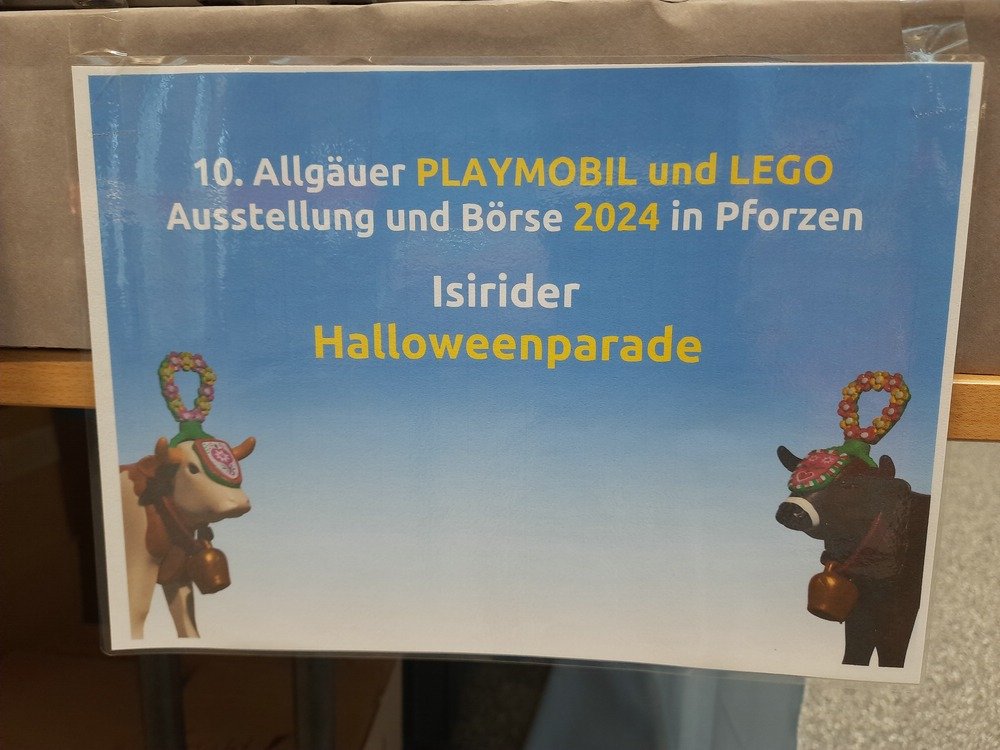 10. Allgäuer PLAYMOBIL und LEGO
Ausstellung und Börse 2024 in Pforzen
Isirider
Halloweenparade